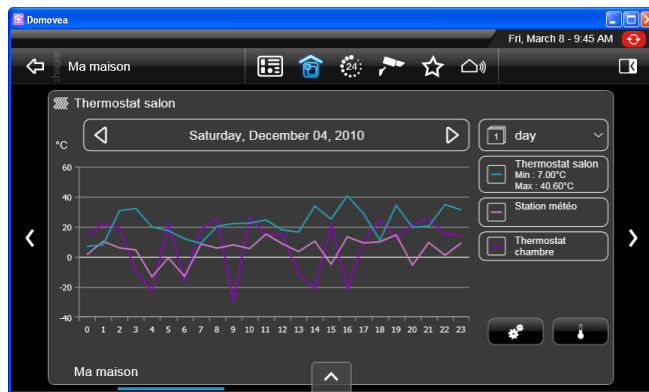 Domovea
Fri, March 8 - 9:45 AM
:hager
Ma maison
24
Thermostat salon
°C
Saturday, December 04, 2010
1
day
Thermostat salon
Min : 7.00°C
Max : 40.60°C
Station météo
Thermostat
chambre
60
40
20
0
-20
-40
0 1 2 3 4 5 6 7 8 9 10 11 12 13 14 15 16 17 18 19 20 21 22 23
Ma maison